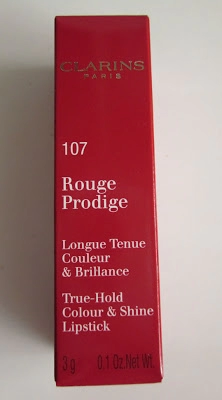 CLARINS
PARIS
107
Rouge
Prodige
Longue Tenue
Couleur
& Brillance
True-Hold
Colour & Shine
Lipstick
3 g 0.1 Oz.Net Wt.